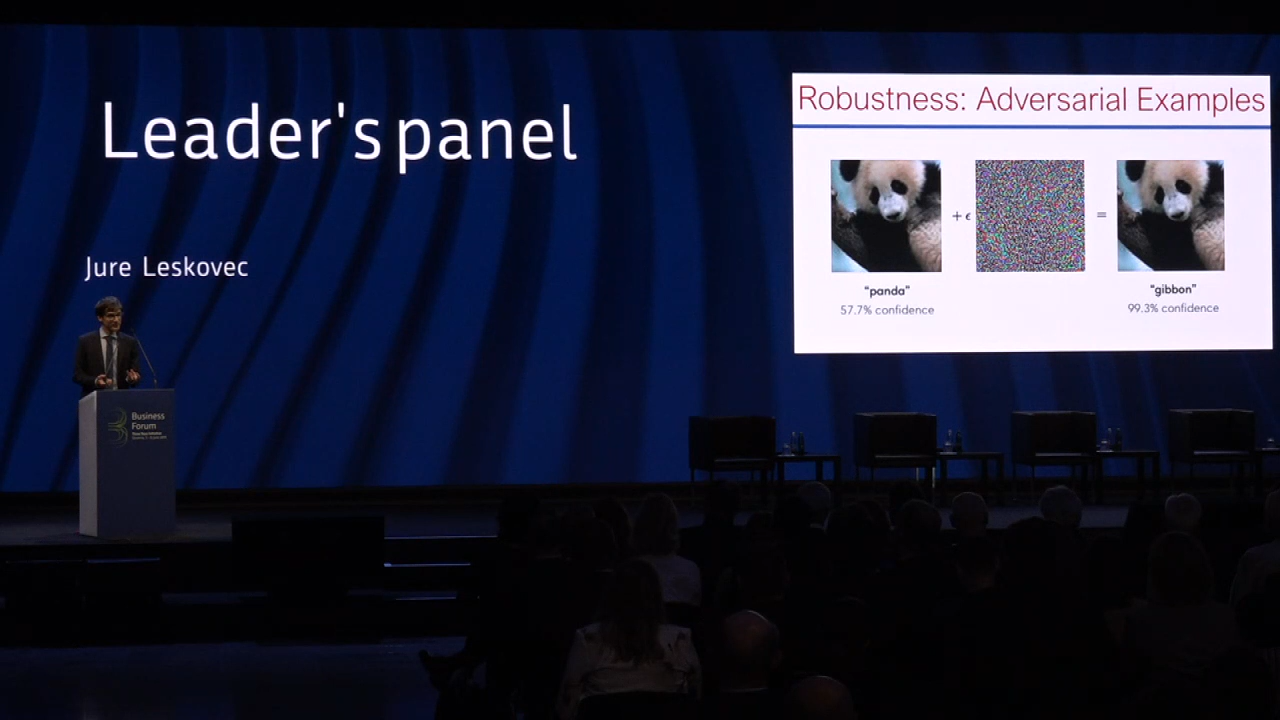 Leader's panel
Jure Leskovec
Robustness: Adversarial Examples
+ ϵ
=
"panda"
57.7% confidence
"gibbon"
99.3% confidence
Business
Forum